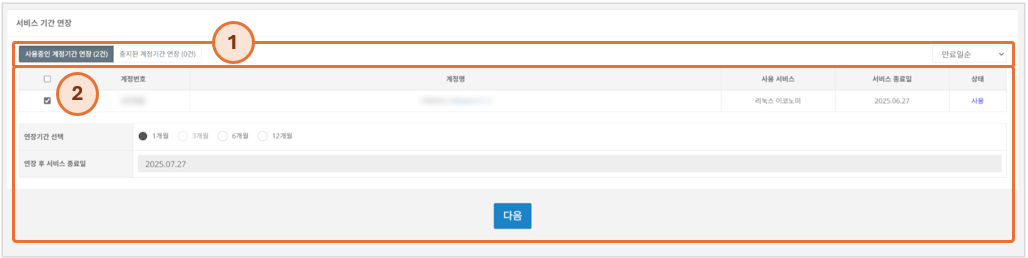 서비스 기간 연장
1
사용중인 계정기간 연장 (2건) 중지된 계정기간 연장 (0건) 만료일순
2
계정번호 계정명 사용 서비스 서비스 종료일 상태
리눅스 이코노미 2025.06.27 사용
연장기간 선택 1개월 3개월 6개월 12개월
연장 후 서비스 종료일 2025.07.27
다음